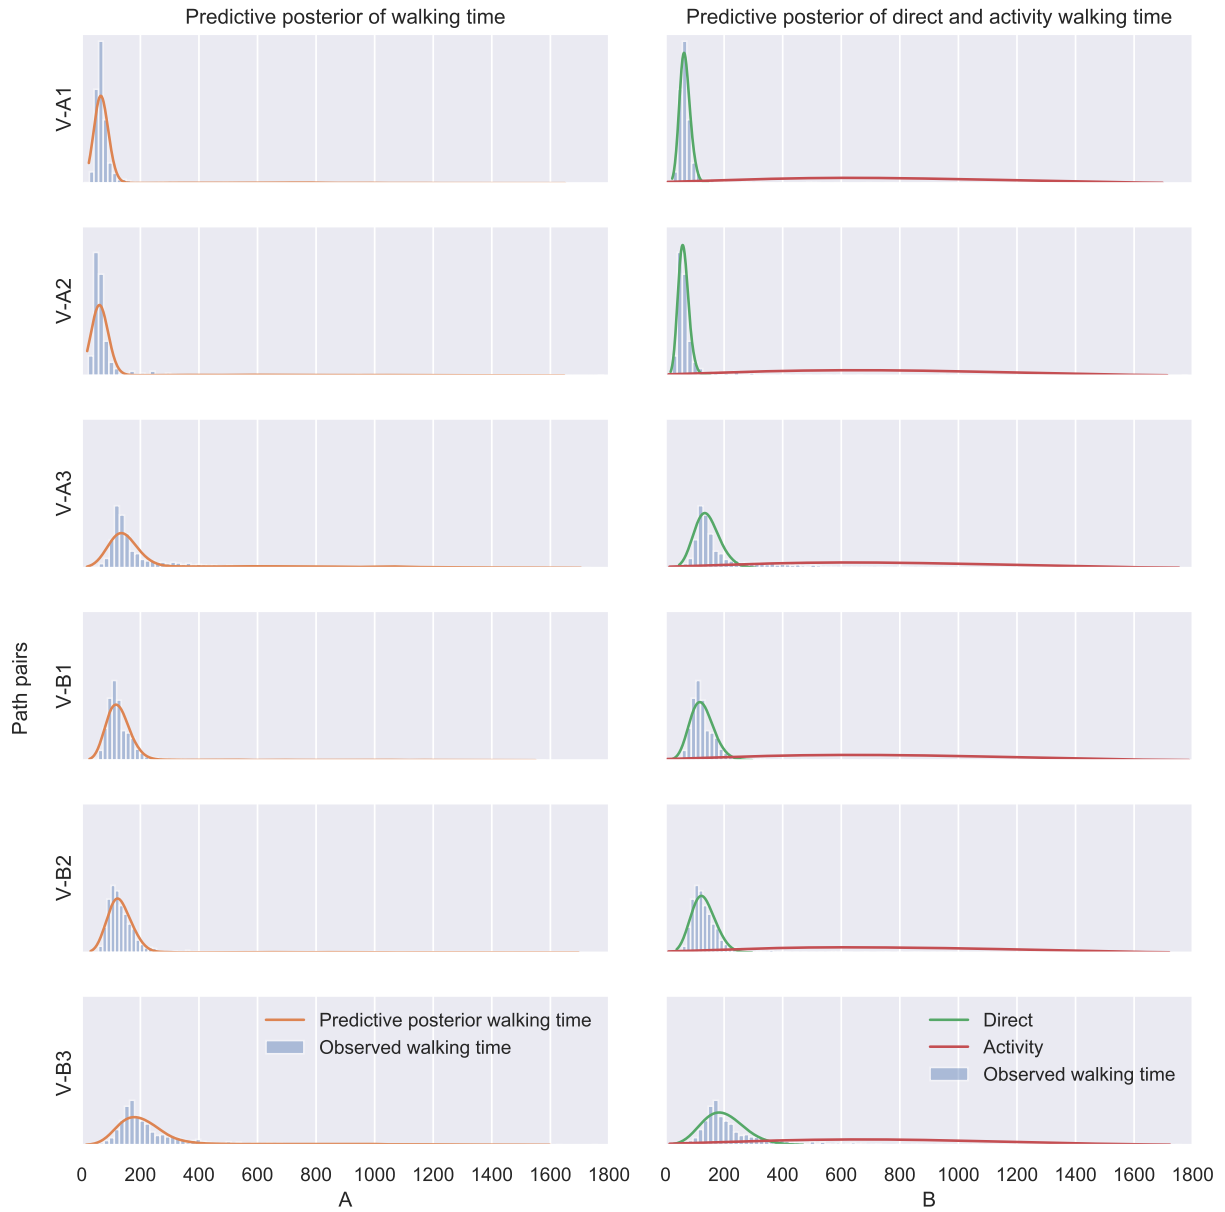 Predictive posterior of walking time
Predictive posterior of direct and activity walking time
V-A1
V-A2
V-A3
Path pairs
V-B1
V-B2
V-B3
Predictive posterior walking time
Observed walking time
Direct
Activity
Observed walking time
0 200 400 600 800 1000 1200 1400 1600 1800
A
0 200 400 600 800 1000 1200 1400 1600 1800
B